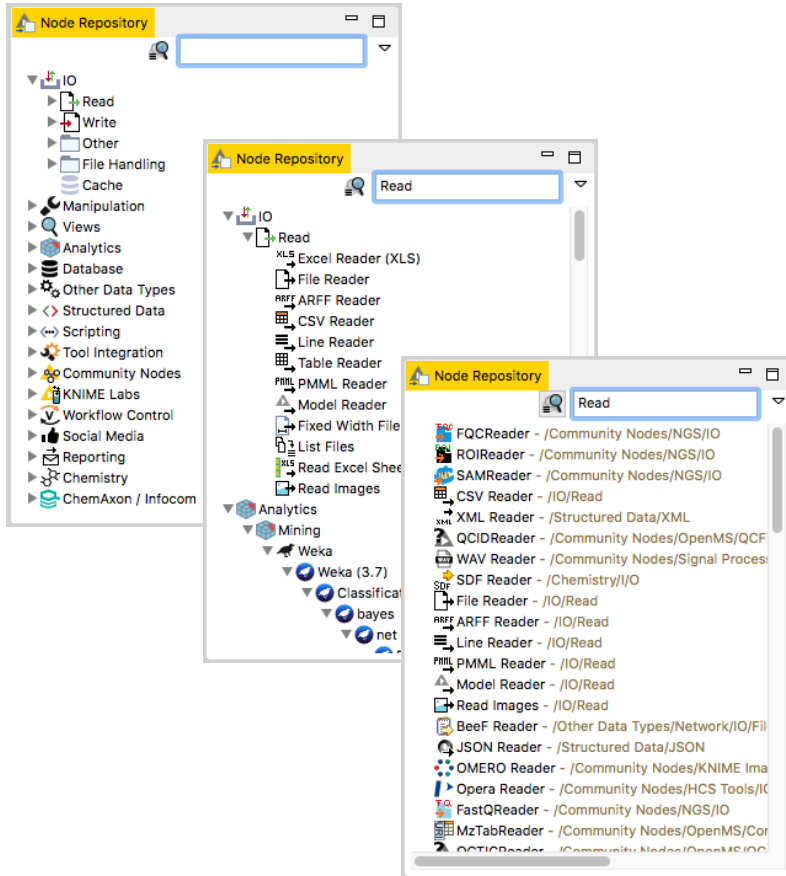 Node Repository
IO
Read
Write
Other
File Handling
Cache
Manipulation
Views
Analytics
Database
Other Data Types
Structured Data
Scripting
Tool Integration
Community Nodes
KNIME Labs
Workflow Control
Social Media
Reporting
Chemistry
ChemAxon / Infocom
Node Repository
Read
IO
Read
XLS Excel Reader (XLS)
File Reader
ARFF ARFF Reader
CSV Reader
Line Reader
Table Reader
PMML PMML Reader
Model Reader
Fixed Width File
List Files
XLS Read Excel Shee
Read Images
Analytics
Mining
Weka
Weka (3.7)
Classificat
bayes
net
Node Repository
Read
FQCReader - /Community Nodes/NGS/IO
ROIReader - /Community Nodes/NGS/IO
SAMReader - /Community Nodes/NGS/IO
CSV Reader - /IO/Read
XML XML Reader - /Structured Data/XML
QCIDReader - /Community Nodes/OpenMS/QCF
WAV Reader - /Community Nodes/Signal Process
SDF SDF Reader - /Chemistry/I/O
File Reader - /IO/Read
ARFF ARFF Reader - /IO/Read
Line Reader - /IO/Read
PMML PMML Reader - /IO/Read
Model Reader - /IO/Read
Read Images - /IO/Read
BeeF Reader - /Other Data Types/Network/IO/Fil
JSON Reader - /Structured Data/JSON
OMERO Reader - /Community Nodes/KNIME Ima
Opera Reader - /Community Nodes/HCS Tools/IO
FastQReader - /Community Nodes/NGS/IO
MzTabReader - /Community Nodes/OpenMS/Con
QCTICReader - /Community Nodes/OpenMS/QC